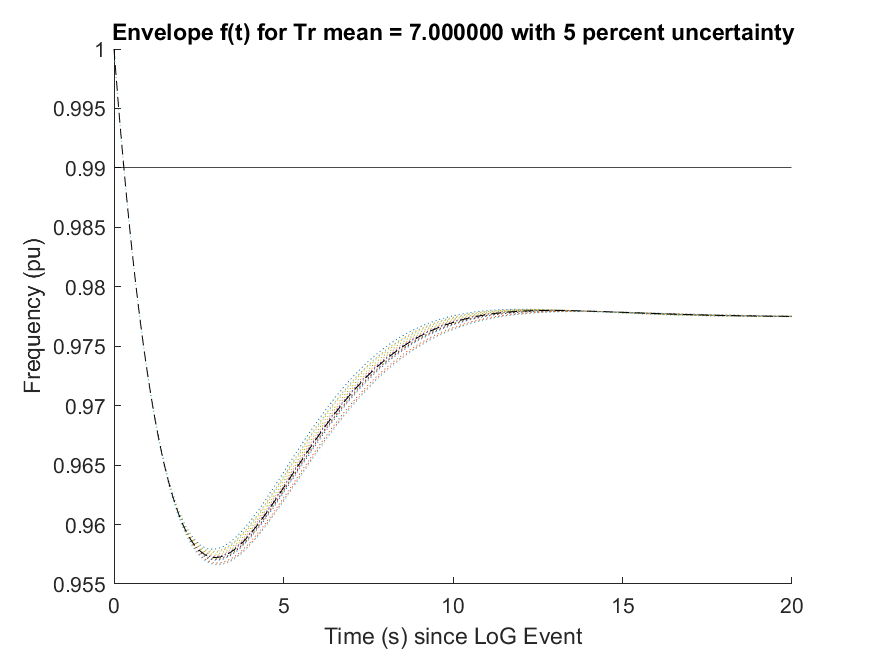 Envelope f(t) for Tr mean = 7.000000 with 5 percent uncertainty
1
0.995
0.99
0.985
0.98
0.975
0.97
0.965
0.96
0.955
Frequency (pu)
0 5 10 15 20
Time (s) since LoG Event